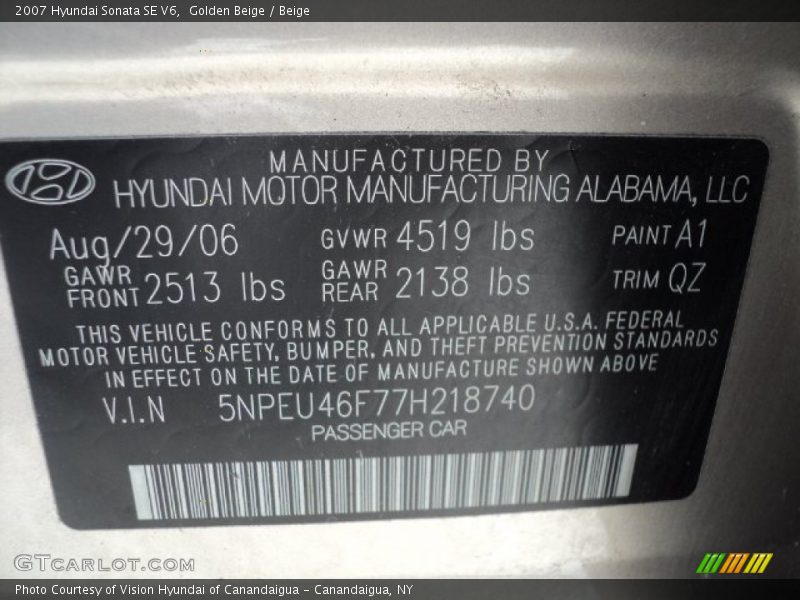 2007 Hyundai Sonata SE V6,  Golden Beige / Beige
MANUFACTURED BY
HYUNDAI MOTOR MANUFACTURING ALABAMA, LLC
Aug/29/06 GVWR 4519 lbs PAINT A1
GAWR FRONT 2513 lbs GAWR REAR 2138 lbs TRIM QZ
THIS VEHICLE CONFORMS TO ALL APPLICABLE U.S.A. FEDERAL
MOTOR VEHICLE SAFETY, BUMPER, AND THEFT PREVENTION STANDARDS
IN EFFECT ON THE DATE OF MANUFACTURE SHOWN ABOVE
V.I.N 5NPEU46F77H218740
PASSENGER CAR
GTCARLOT.COM
Photo Courtesy of Vision Hyundai of Canandaigua - Canandaigua, NY